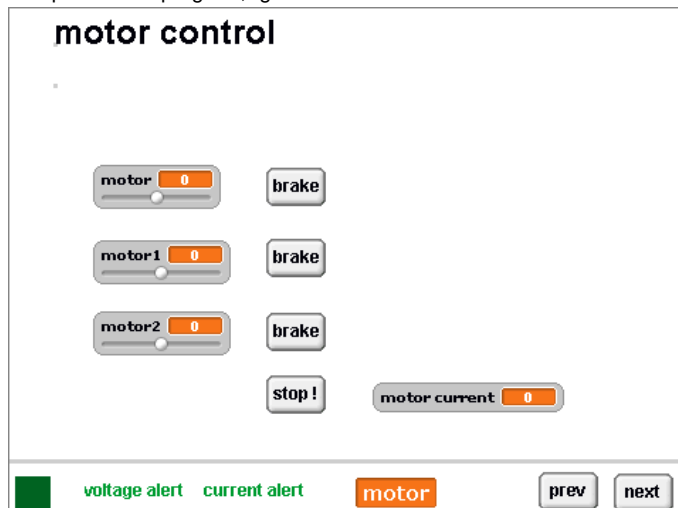 motor control
motor 0 brake
motor1 0 brake
motor2 0 brake
stop! motor current 0
voltage alert current alert motor prev next